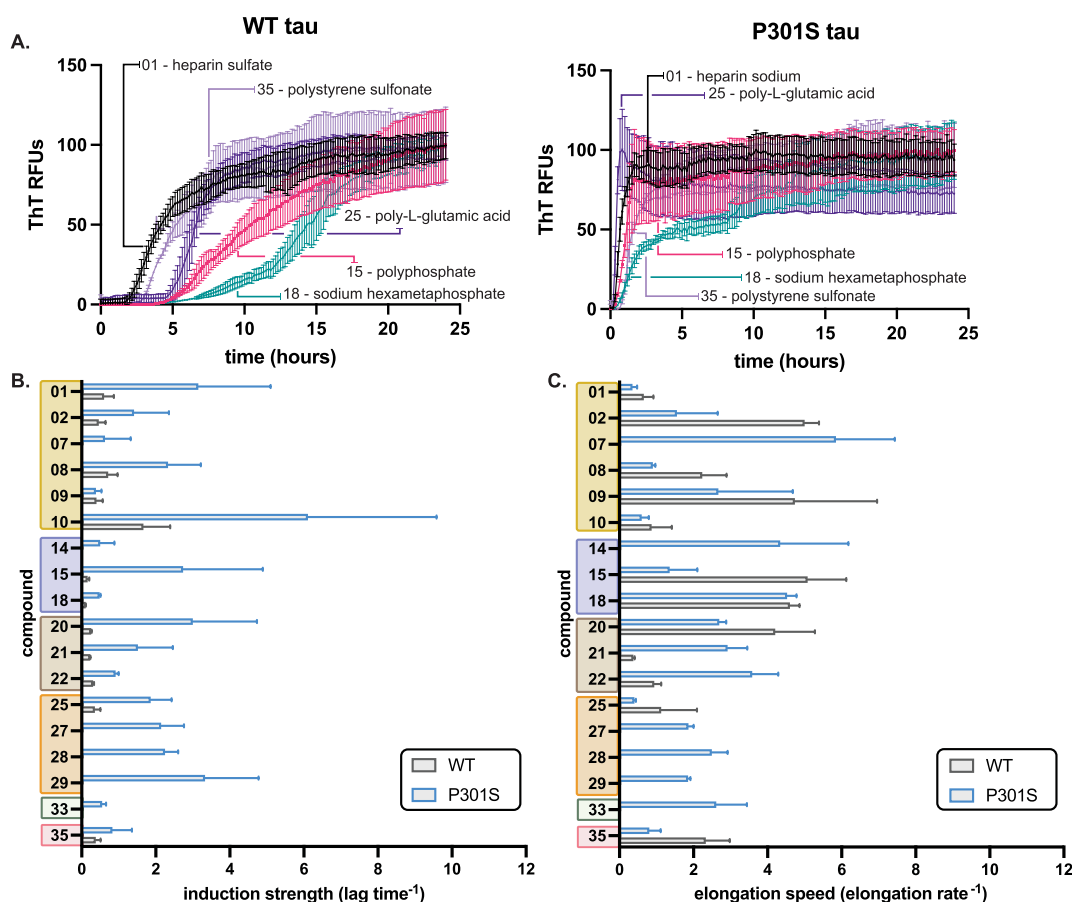 A.
WT tau
P301S tau
ThT RFUs
150
100
50
0
01 - heparin sulfate
35 - polystyrene sulfonate
25 - poly-L-glutamic acid
15 - polyphosphate
18 - sodium hexametaphosphate
0 5 10 15 20 25
time (hours)
ThT RFUs
150
100
50
0
01 - heparin sodium
25 - poly-L-glutamic acid
15 - polyphosphate
18 - sodium hexametaphosphate
35 - polystyrene sulfonate
0 5 10 15 20 25
time (hours)
B.
compound
01
02
07
08
09
10
14
15
18
20
21
22
25
27
28
29
33
35
WT
P301S
0 2 4 6 8 10 12
induction strength (lag time⁻¹)
C.
compound
01
02
07
08
09
10
14
15
18
20
21
22
25
27
28
29
33
35
WT
P301S
0 2 4 6 8 10 12
elongation speed (elongation rate⁻¹)